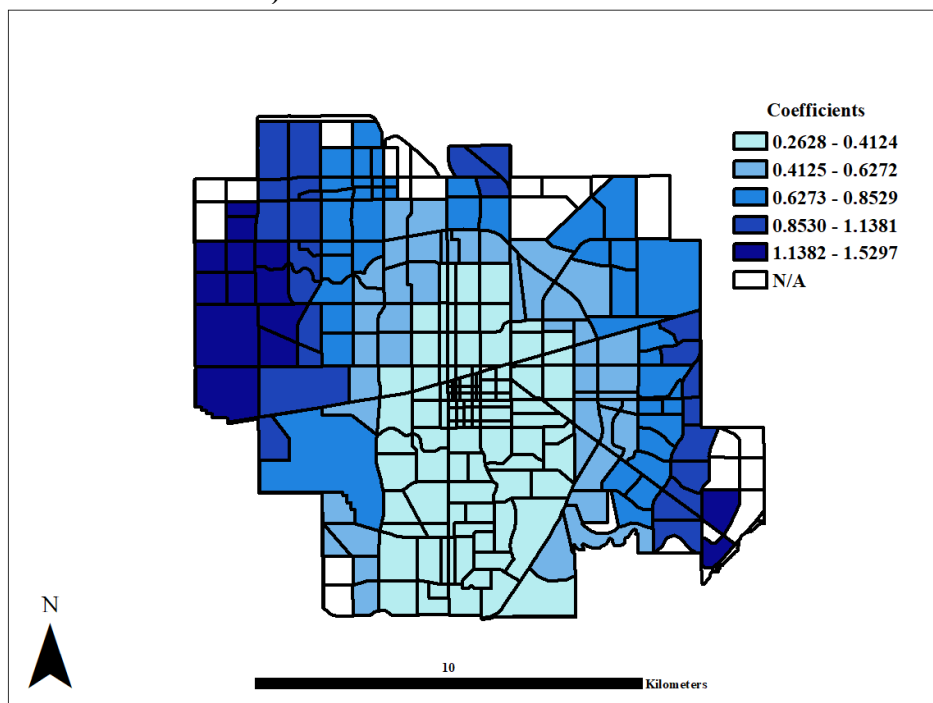 )
Coefficients
0.2628 - 0.4124
0.4125 - 0.6272
0.6273 - 0.8529
0.8530 - 1.1381
1.1382 - 1.5297
N/A
N
10
Kilometers